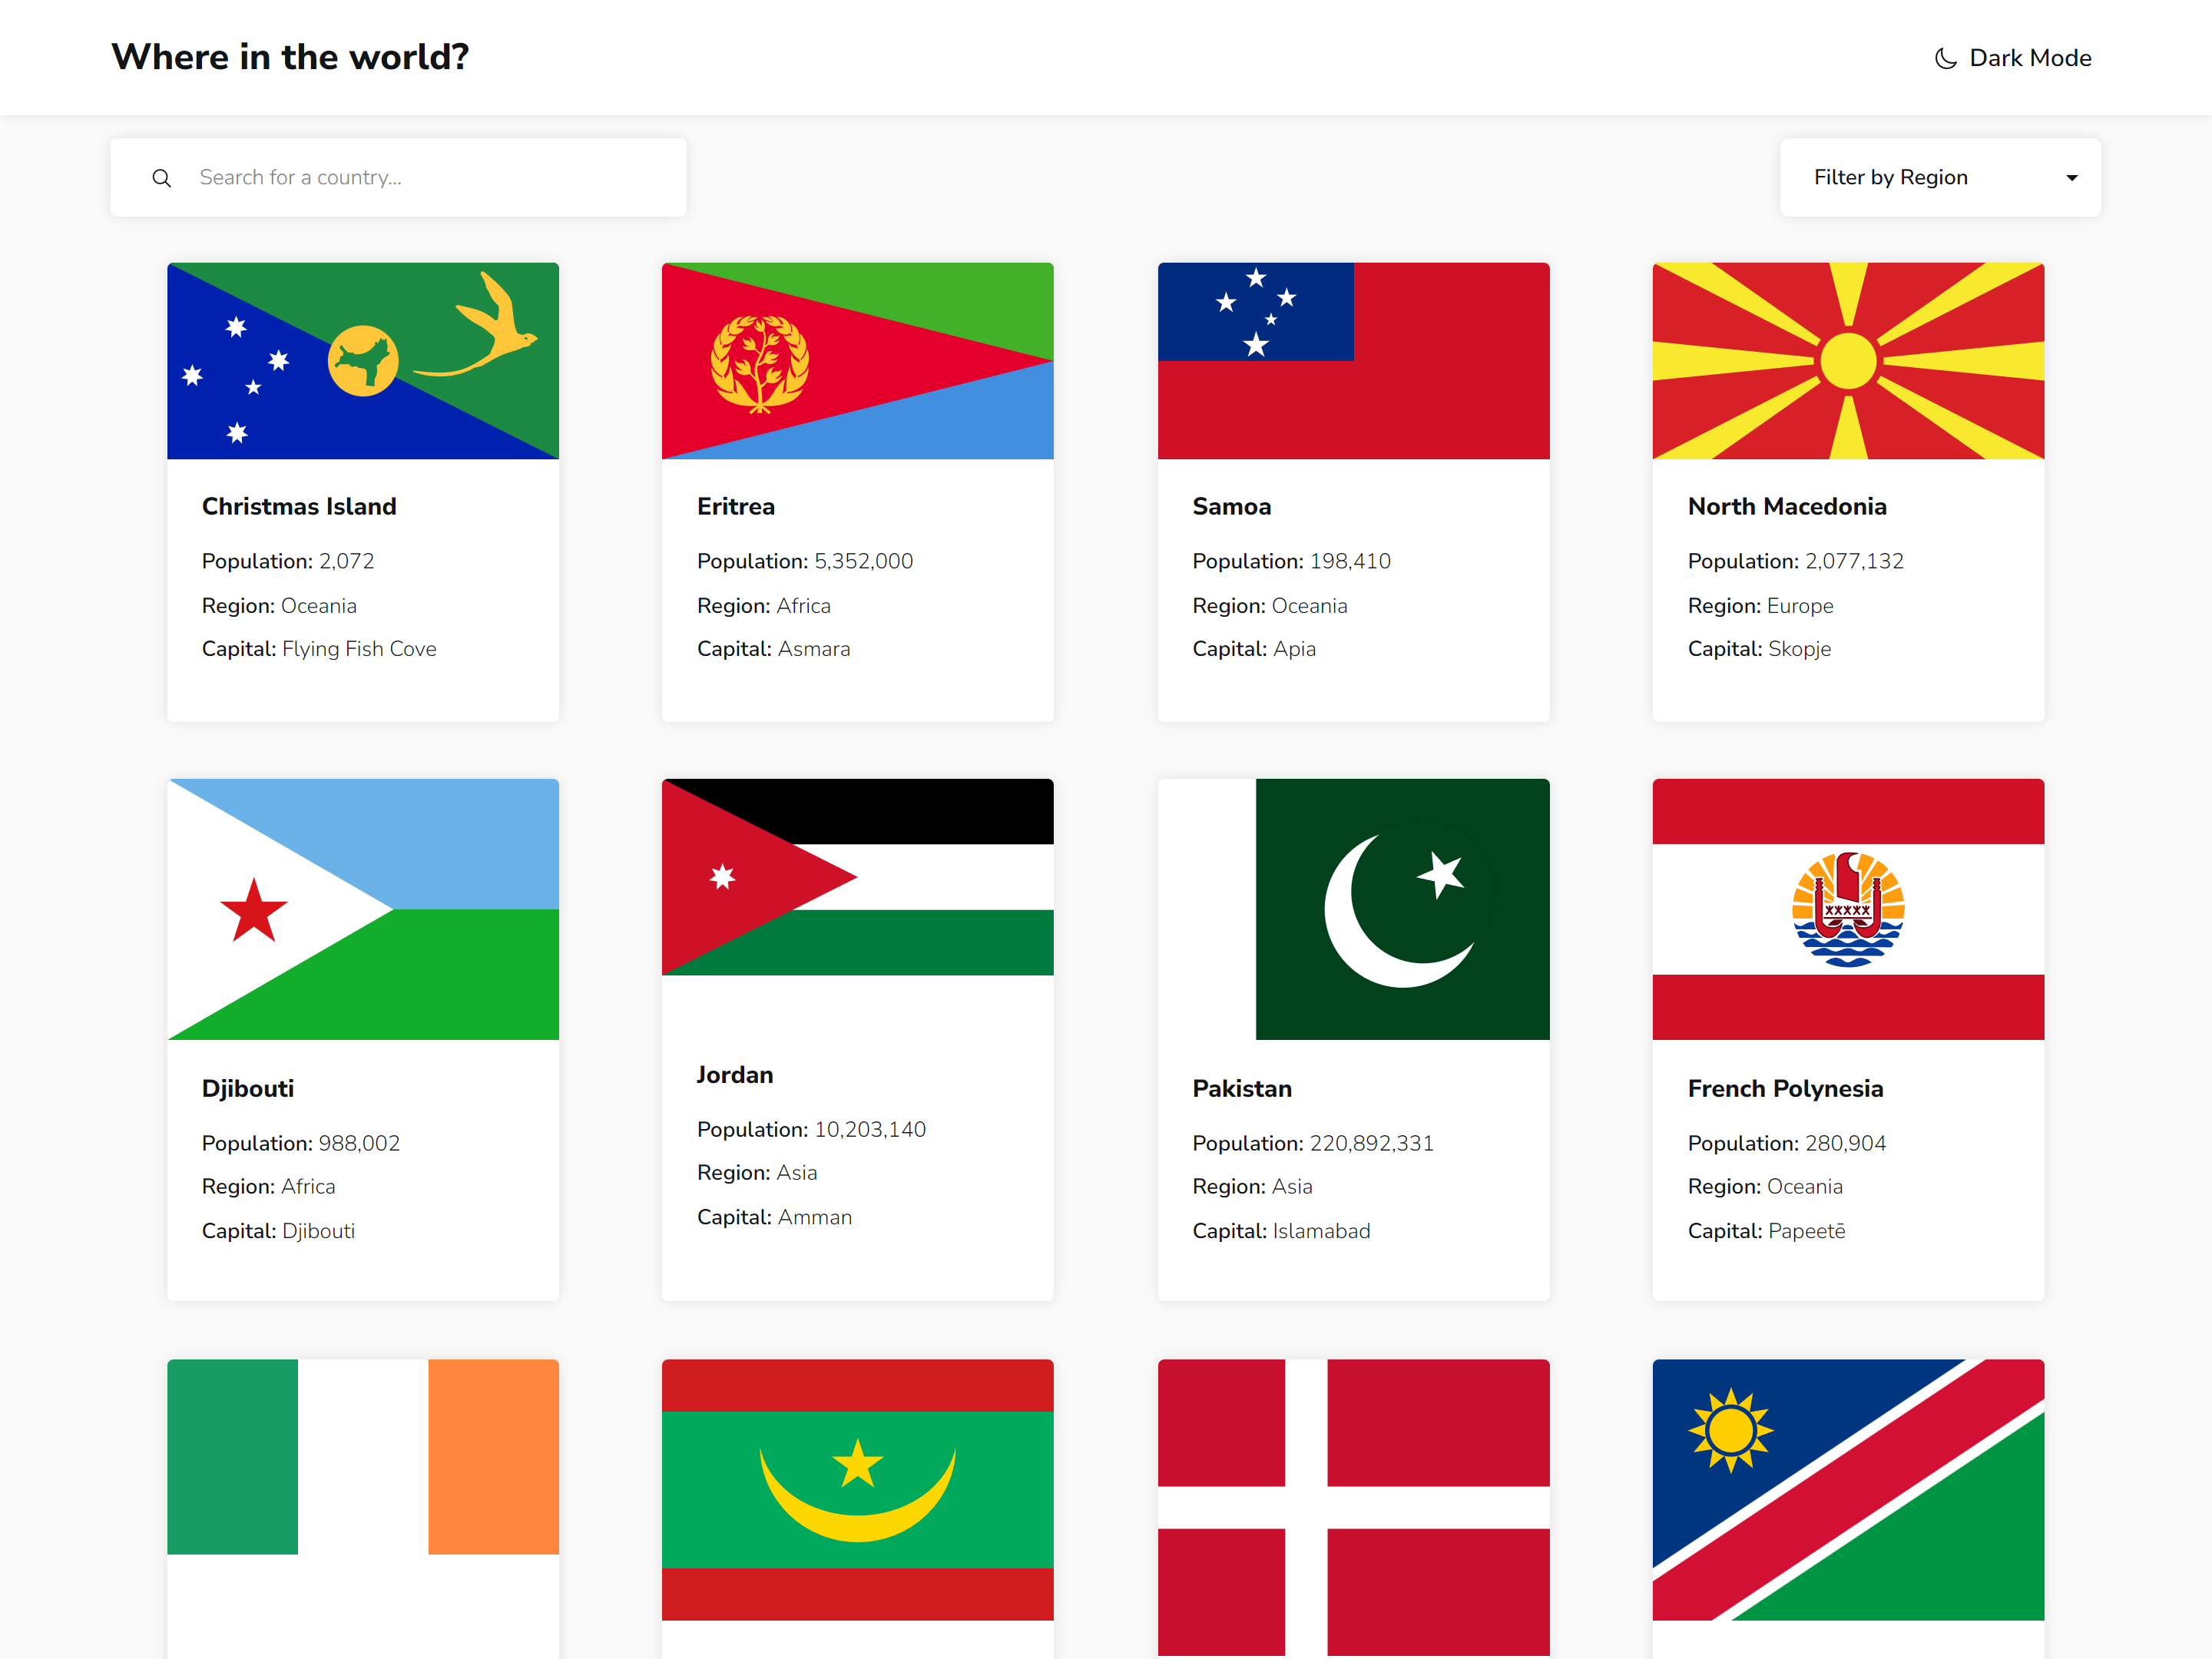 Where in the world?
Dark Mode
Search for a country...
Filter by Region
Christmas Island
Population: 2,072
Region: Oceania
Capital: Flying Fish Cove
Eritrea
Population: 5,352,000
Region: Africa
Capital: Asmara
Samoa
Population: 198,410
Region: Oceania
Capital: Apia
North Macedonia
Population: 2,077,132
Region: Europe
Capital: Skopje
Djibouti
Population: 988,002
Region: Africa
Capital: Djibouti
Jordan
Population: 10,203,140
Region: Asia
Capital: Amman
Pakistan
Population: 220,892,331
Region: Asia
Capital: Islamabad
French Polynesia
Population: 280,904
Region: Oceania
Capital: Papeetē